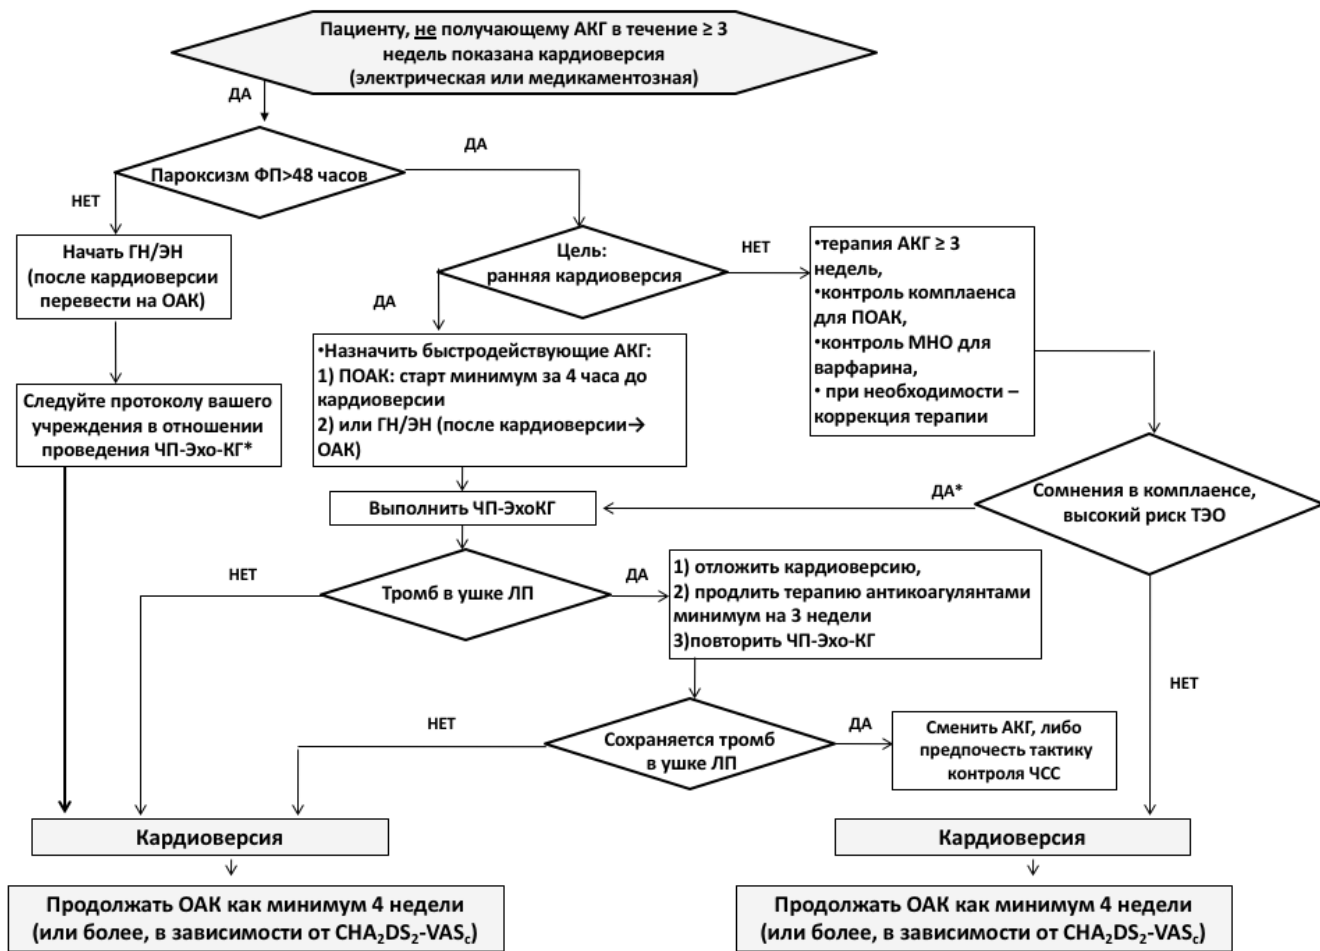 Пациенту, не получающему АКГ в течение ≥ 3
недель показана кардиоверсия
(электрическая или медикаментозная)
ДА
Пароксизм ФП>48 часов
ДА
НЕТ
Начать ГН/ЭН
(после кардиоверсии
перевести на ОАК)
Цель:
ранняя кардиоверсия
НЕТ
•терапия АКГ ≥ 3
недель,
•контроль комплаенса
для ПОАК,
•контроль МНО для
варфарина,
• при необходимости –
коррекция терапии
ДА
•Назначить быстродействующие АКГ:
1) ПОАК: старт минимум за 4 часа до
кардиоверсии
2) или ГН/ЭН (после кардиоверсии→
ОАК)
Следуйте протоколу вашего
учреждения в отношении
проведения ЧП-Эхо-КГ*
Выполнить ЧП-ЭхоКГ
ДА*
Сомнения в комплаенсе,
высокий риск ТЭО
НЕТ
Тромб в ушке ЛП
ДА
1) отложить кардиоверсию,
2) продлить терапию антикоагулянтами
минимум на 3 недели
3)повторить ЧП-Эхо-КГ
НЕТ
НЕТ
Сохраняется тромб
в ушке ЛП
ДА
Сменить АКГ, либо
предпочесть тактику
контроля ЧСС
Кардиоверсия
Кардиоверсия
Продолжать ОАК как минимум 4 недели
(или более, в зависимости от CHA₂DS₂-VASc)
Продолжать ОАК как минимум 4 недели
(или более, в зависимости от CHA₂DS₂-VASc)